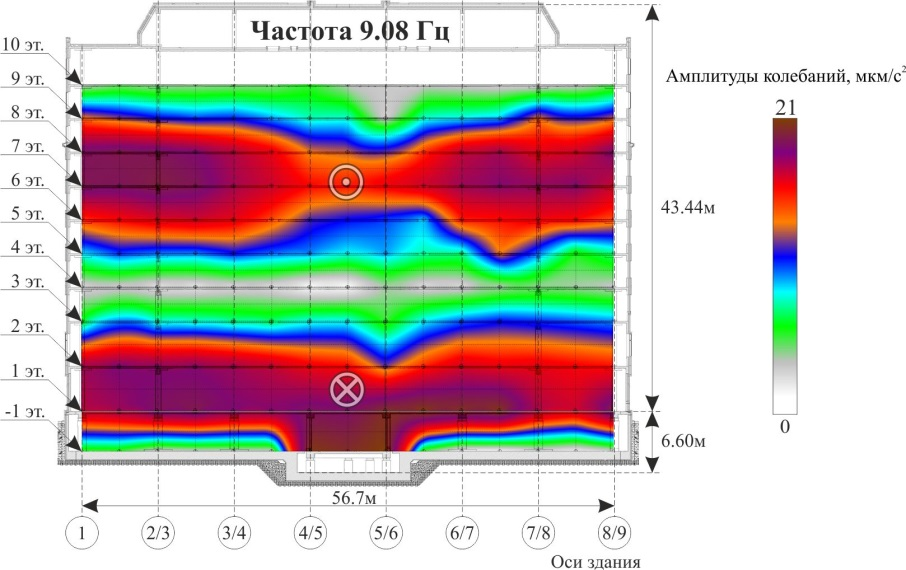 Частота 9.08 Гц
10 эт.
9 эт.
8 эт.
7 эт.
6 эт.
5 эт.
4 эт.
3 эт.
2 эт.
1 эт.
-1 эт.
Амплитуды колебаний, мкм/с²
21
0
43.44м
6.60м
56.7м
1 2/3 3/4 4/5 5/6 6/7 7/8 8/9
Оси здания